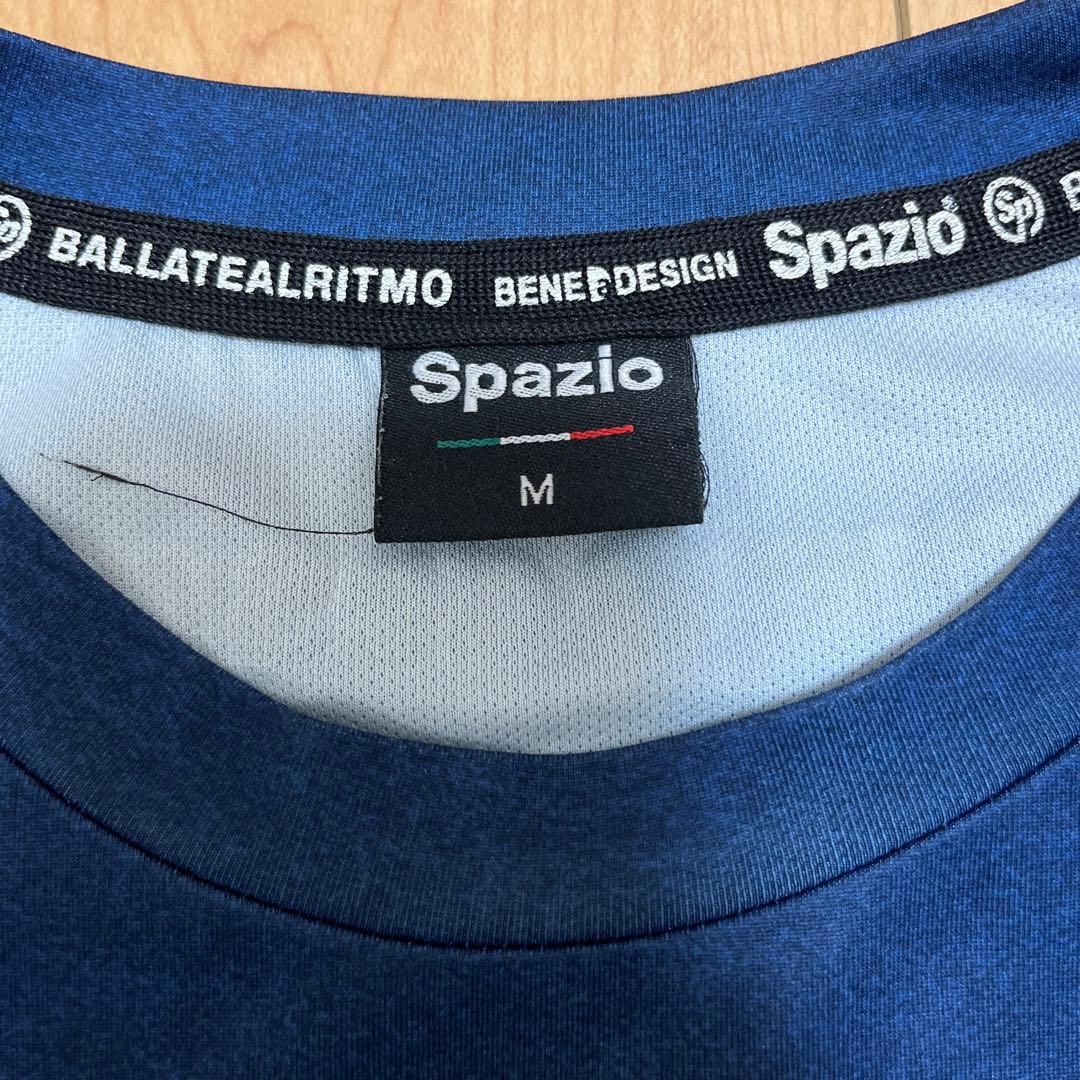 Sp BALLATEALRITMO BENE DESIGN Spazio Sp B
Spazio
M